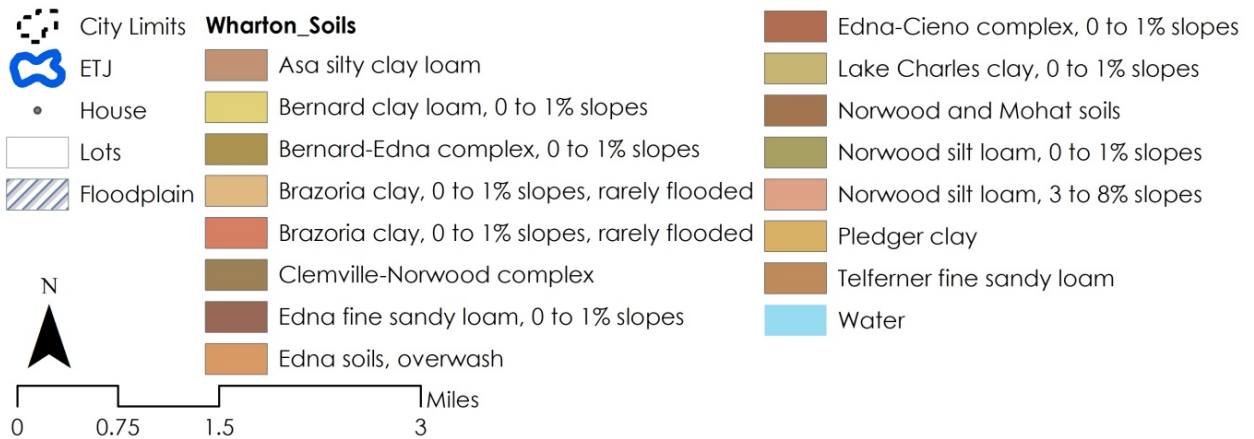 City Limits
ETJ
House
Lots
Floodplain
Wharton_Soils
Asa silty clay loam
Bernard clay loam, 0 to 1% slopes
Bernard-Edna complex, 0 to 1% slopes
Brazoria clay, 0 to 1% slopes, rarely flooded
Brazoria clay, 0 to 1% slopes, rarely flooded
Clemville-Norwood complex
Edna fine sandy loam, 0 to 1% slopes
Edna soils, overwash
Edna-Cieno complex, 0 to 1% slopes
Lake Charles clay, 0 to 1% slopes
Norwood and Mohat soils
Norwood silt loam, 0 to 1% slopes
Norwood silt loam, 3 to 8% slopes
Pledger clay
Telferner fine sandy loam
Water
N
Miles
0 0.75 1.5 3